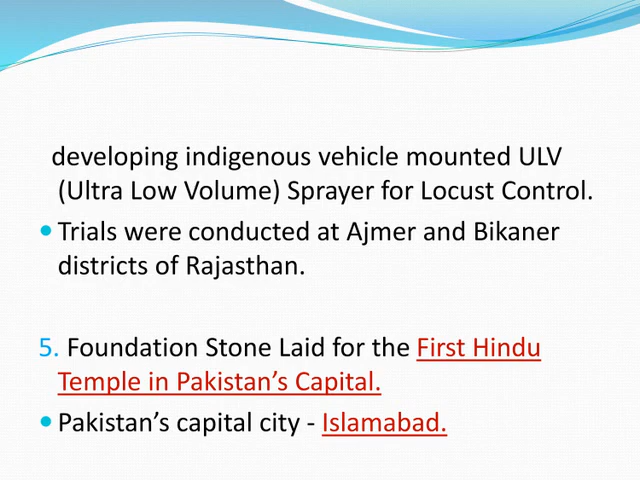 developing indigenous vehicle mounted ULV
(Ultra Low Volume) Sprayer for Locust Control.
• Trials were conducted at Ajmer and Bikaner
districts of Rajasthan.
5. Foundation Stone Laid for the First Hindu
Temple in Pakistan’s Capital.
• Pakistan’s capital city - Islamabad.